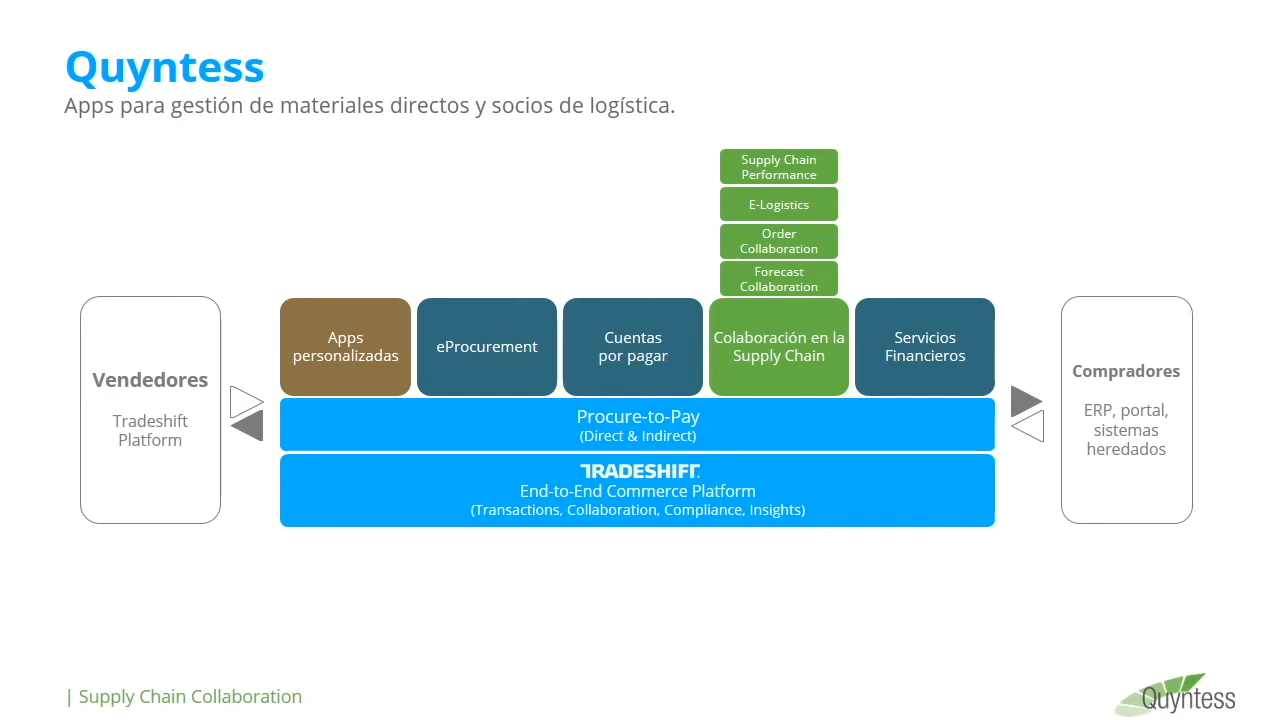 Quyntess
Apps para gestión de materiales directos y socios de logística.
Supply Chain
Performance
E-Logistics
Order
Collaboration
Forecast
Collaboration
Vendedores
Tradeshift
Platform
Apps
personalizadas
eProcurement
Cuentas
por pagar
Colaboración en la
Supply Chain
Servicios
Financieros
Procure-to-Pay
(Direct & Indirect)
TRADESHIFT
End-to-End Commerce Platform
(Transactions, Collaboration, Compliance, Insights)
Compradores
ERP, portal,
sistemas
heredados
| Supply Chain Collaboration
Quyntess